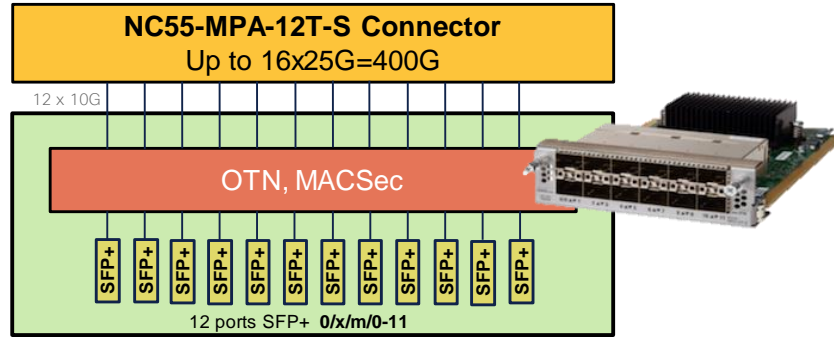 NC55-MPA-12T-S Connector
Up to 16x25G=400G
12 x 10G
OTN, MACSec
SFP+ SFP+ SFP+ SFP+ SFP+ SFP+ SFP+ SFP+ SFP+ SFP+ SFP+ SFP+
12 ports SFP+ 0/x/m/0-11